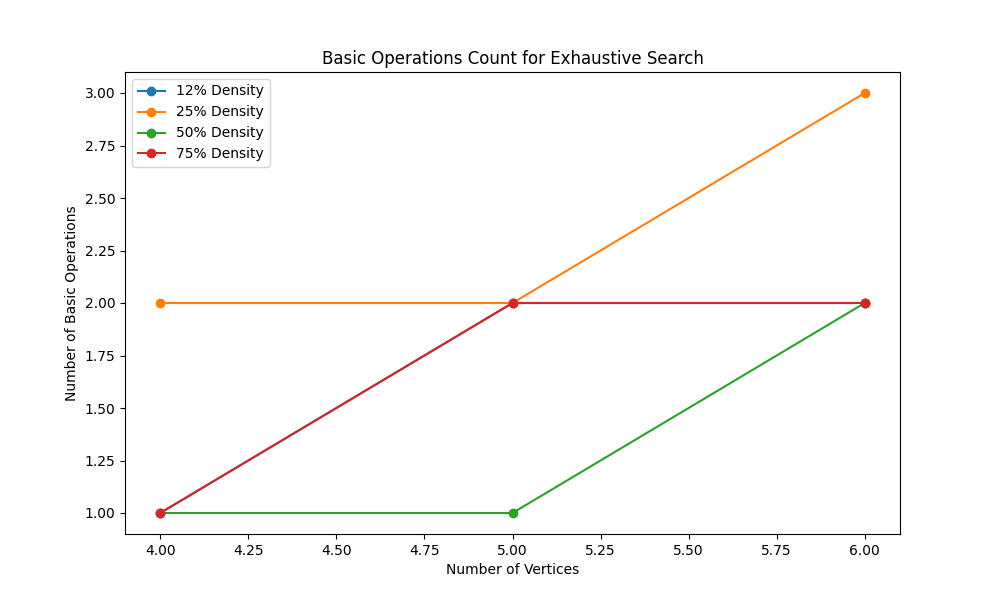 Basic Operations Count for Exhaustive Search
12% Density
25% Density
50% Density
75% Density
Number of Basic Operations
3.00
2.75
2.50
2.25
2.00
1.75
1.50
1.25
1.00
4.00 4.25 4.50 4.75 5.00 5.25 5.50 5.75 6.00
Number of Vertices